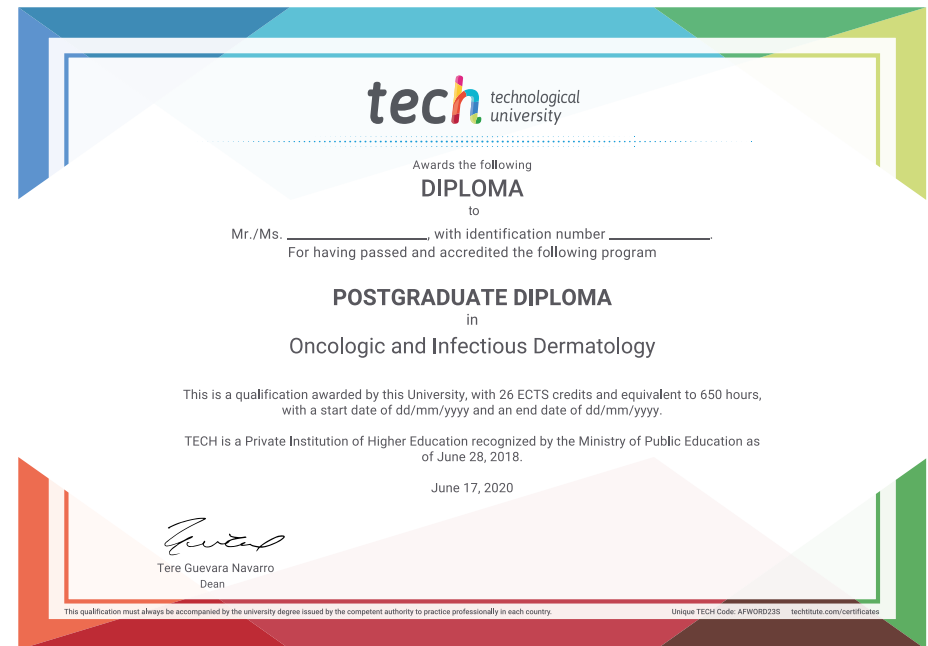 tech technological
university
Awards the following
DIPLOMA
to
Mr./Ms. ____________________, with identification number ______________.
For having passed and accredited the following program
POSTGRADUATE DIPLOMA
in
Oncologic and Infectious Dermatology
This is a qualification awarded by this University, with 26 ECTS credits and equivalent to 650 hours,
with a start date of dd/mm/yyyy and an end date of dd/mm/yyyy.
TECH is a Private Institution of Higher Education recognized by the Ministry of Public Education as
of June 28, 2018.
June 17, 2020
Tere Guevara Navarro
Dean
This qualification must always be accompanied by the university degree issued by the competent authority to practice professionally in each country.
Unique TECH Code: AFWORD23S techtitute.com/certificates